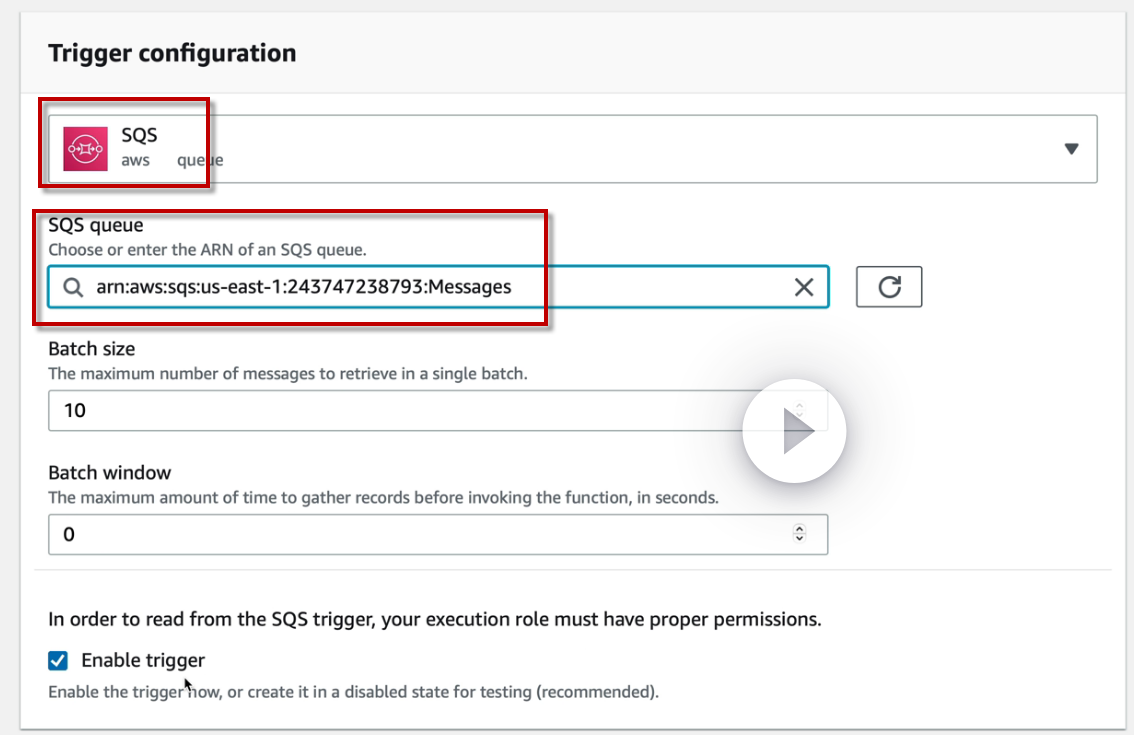 Trigger configuration
SQS
aws queue
SQS queue
Choose or enter the ARN of an SQS queue.
arn:aws:sqs:us-east-1:243747238793:Messages
Batch size
The maximum number of messages to retrieve in a single batch.
10
Batch window
The maximum amount of time to gather records before invoking the function, in seconds.
0
In order to read from the SQS trigger, your execution role must have proper permissions.
Enable trigger
Enable the trigger now, or create it in a disabled state for testing (recommended).